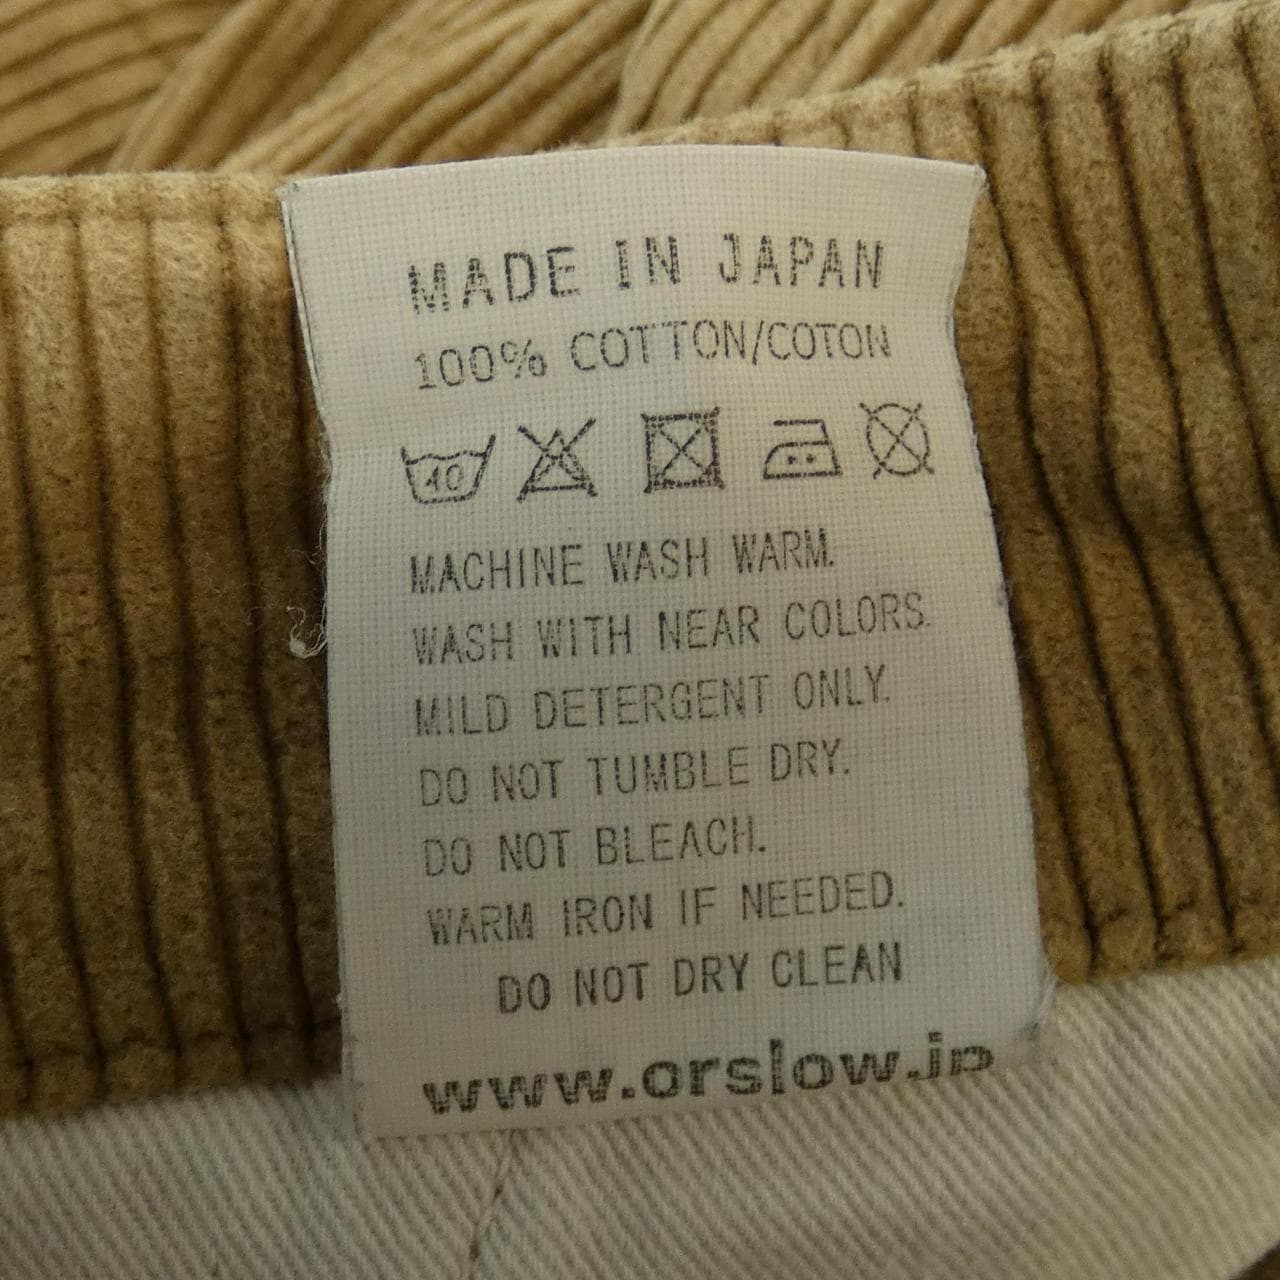 MADE IN JAPAN
100% COTTON/COTON
40
MACHINE WASH WARM.
WASH WITH NEAR COLORS.
MILD DETERGENT ONLY.
DO NOT TUMBLE DRY.
DO NOT BLEACH.
WARM IRON IF NEEDED.
DO NOT DRY CLEAN
www.orslow.jp